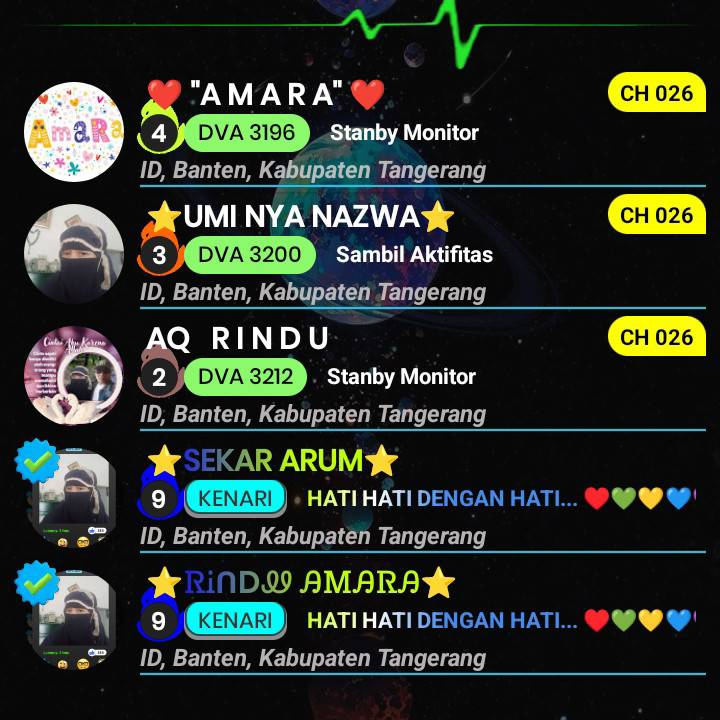 ❤️ "AMARA" ❤️
CH 026
4 DVA 3196 Stanby Monitor
ID, Banten, Kabupaten Tangerang
⭐UMI NYA NAZWA⭐
CH 026
3 DVA 3200 Sambil Aktifitas
ID, Banten, Kabupaten Tangerang
AQ RINDU
CH 026
2 DVA 3212 Stanby Monitor
ID, Banten, Kabupaten Tangerang
⭐SEKAR ARUM⭐
9 KENARI HATI HATI DENGAN HATI... ❤️💚💛💙
ID, Banten, Kabupaten Tangerang
⭐RiNDW AMARA⭐
9 KENARI HATI HATI DENGAN HATI... ❤️💚💛💙
ID, Banten, Kabupaten Tangerang
AmaRa